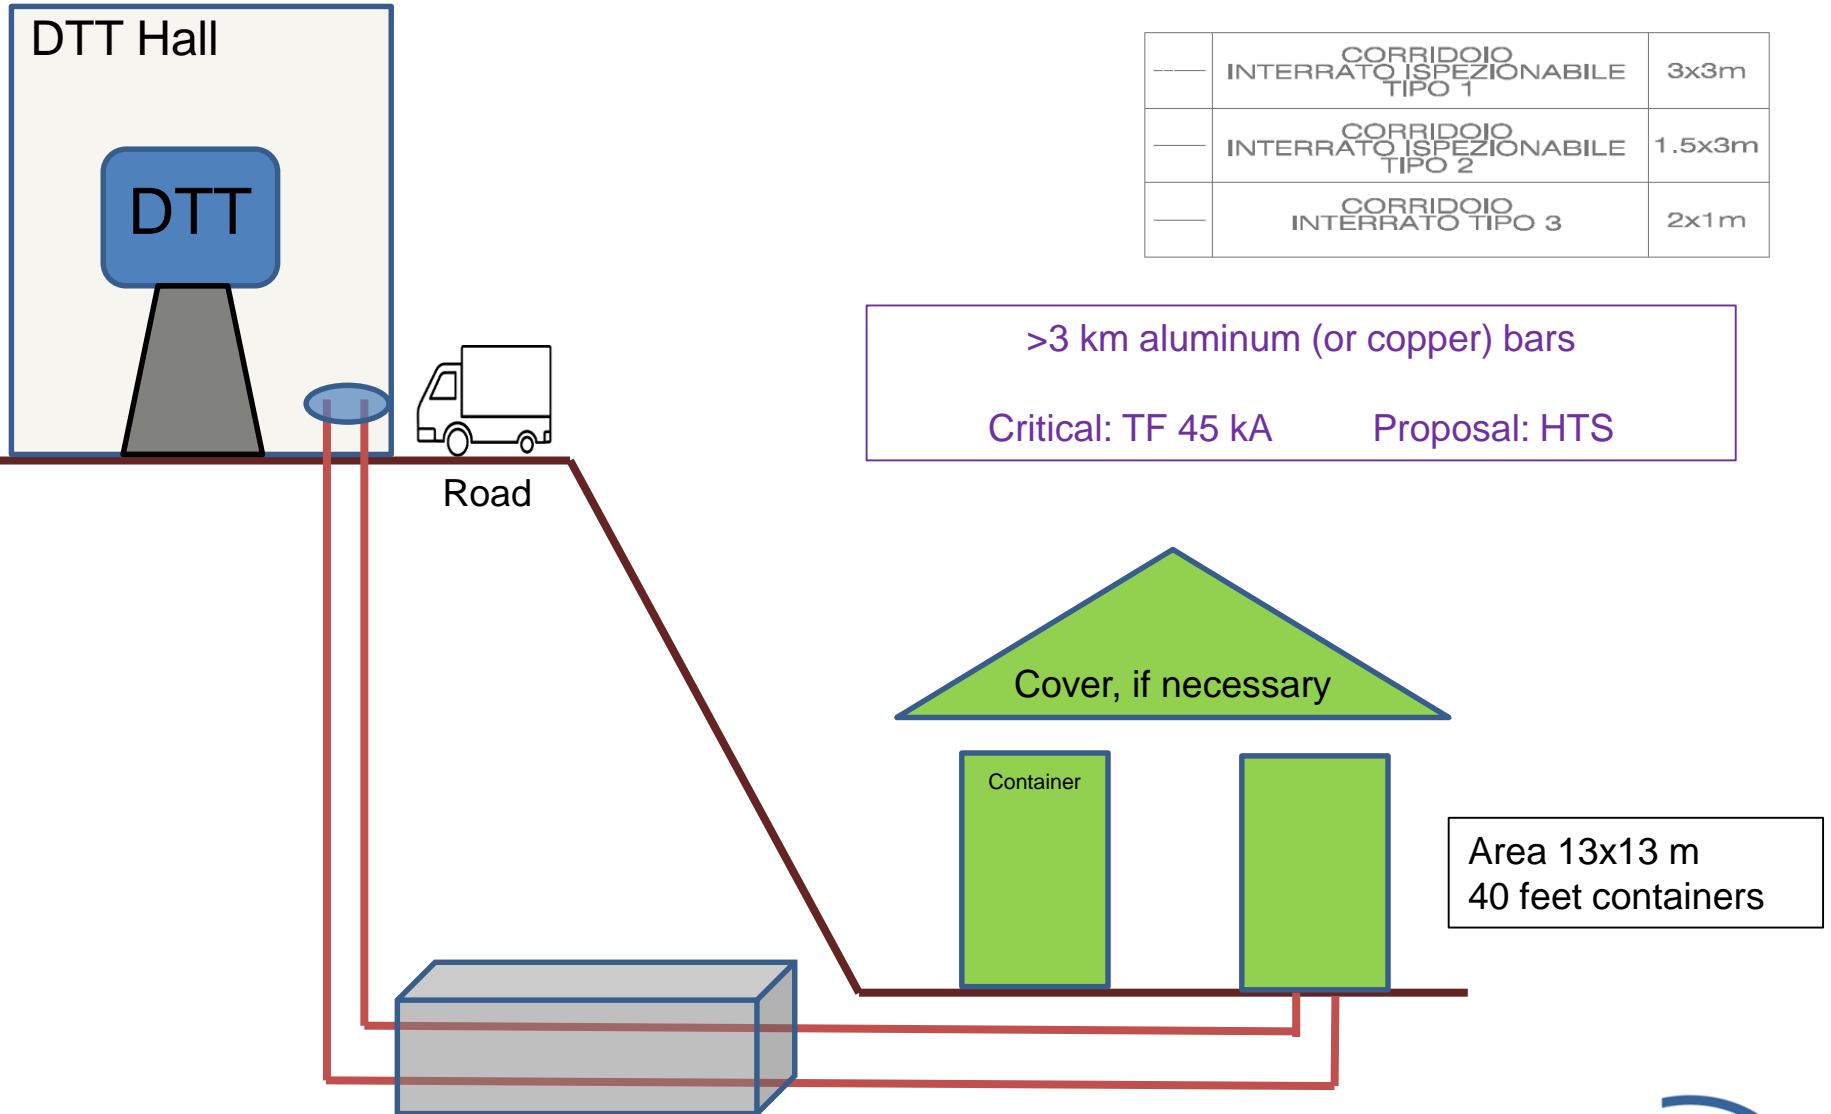 DTT Hall
CORRIDOIO
INTERRATO ISPEZIONABILE
TIPO 1
3x3m
CORRIDOIO
INTERRATO ISPEZIONABILE
TIPO 2
1.5x3m
CORRIDOIO
INTERRATO TIPO 3
2x1m
DTT
>3 km aluminum (or copper) bars
Critical: TF 45 kA Proposal: HTS
Road
Cover, if necessary
Container
Area 13x13 m
40 feet containers